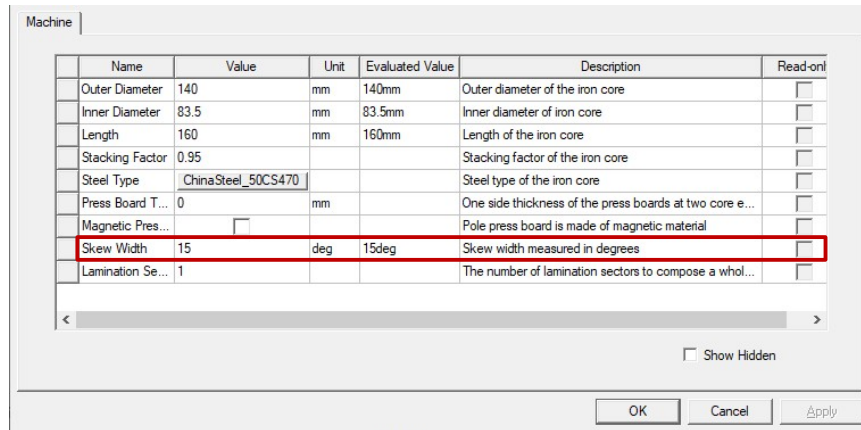 Machine
Name Value Unit Evaluated Value Description Read-onl
Outer Diameter 140 mm 140mm Outer diameter of the iron core
Inner Diameter 83.5 mm 83.5mm Inner diameter of iron core
Length 160 mm 160mm Length of the iron core
Stacking Factor 0.95 Stacking factor of the iron core
Steel Type ChinaSteel_50CS470 Steel type of the iron core
Press Board T... 0 mm One side thickness of the press boards at two core e...
Magnetic Pres... Pole press board is made of magnetic material
Skew Width 15 deg 15deg Skew width measured in degrees
Lamination Se... 1 The number of lamination sectors to compose a whol...
Show Hidden
OK Cancel Apply